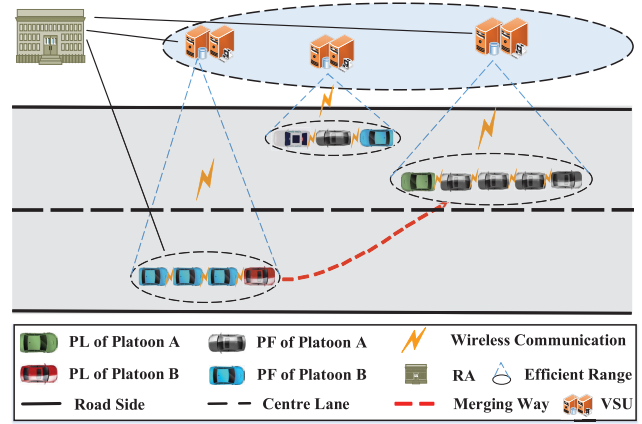 PL of Platoon A
PF of Platoon A
Wireless Communication
PL of Platoon B
PF of Platoon B
RA
Efficient Range
Road Side
Centre Lane
Merging Way
VSU